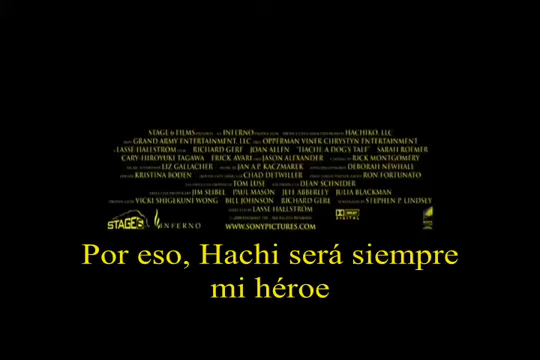 STAGE 6 FILMS INFERNO HACHIKO, LLC
GRAND ARMY ENTERTAINMENT, LLC OPPERMAN VINER CHRYSTYN ENTERTAINMENT
LASSE HALLSTRÖM RICHARD GERE JOAN ALLEN "HACHI: A DOG'S TALE" SARAH ROEMER
CARY-HIROYUKI TAGAWA ERICK AVARI JASON ALEXANDER RICK MONTGOMERY
LIZ GALLACHER JAN A.P. KACZMAREK DEBORAH NEWHALL
KRISTINA BODEN CHAD DETWILLER RON FORTUNATO
TOM LUSE DEAN SCHNIDER
JIM SEIBEL PAUL MASON JEFF ABBERLEY JULIA BLACKMAN
VICKI SHIGEKUNI WONG BILL JOHNSON RICHARD GERE STEPHEN P. LINDSEY
LASSE HALLSTRÖM
STAGE 6 INFERNO WWW.SONYPICTURES.COM DIGITAL
Por eso, Hachi será siempre
mi héroe